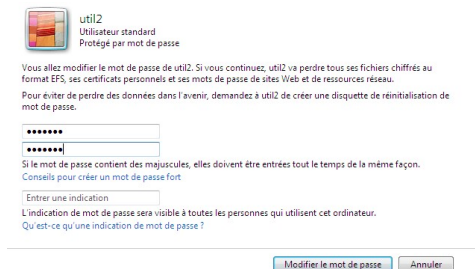 util2
Utilisateur standard
Protégé par mot de passe
Vous allez modifier le mot de passe de util2. Si vous continuez, util2 va perdre tous ses fichiers chiffrés au
format EFS, ses certificats personnels et ses mots de passe de sites Web et de ressources réseau.
Pour éviter de perdre des données dans l'avenir, demandez à util2 de créer une disquette de réinitialisation de
mot de passe.
•••••••
•••••••
Si le mot de passe contient des majuscules, elles doivent être entrées tout le temps de la même façon.
Conseils pour créer un mot de passe fort
Entrer une indication
L'indication de mot de passe sera visible à toutes les personnes qui utilisent cet ordinateur.
Qu'est-ce qu'une indication de mot de passe ?
Modifier le mot de passe
Annuler